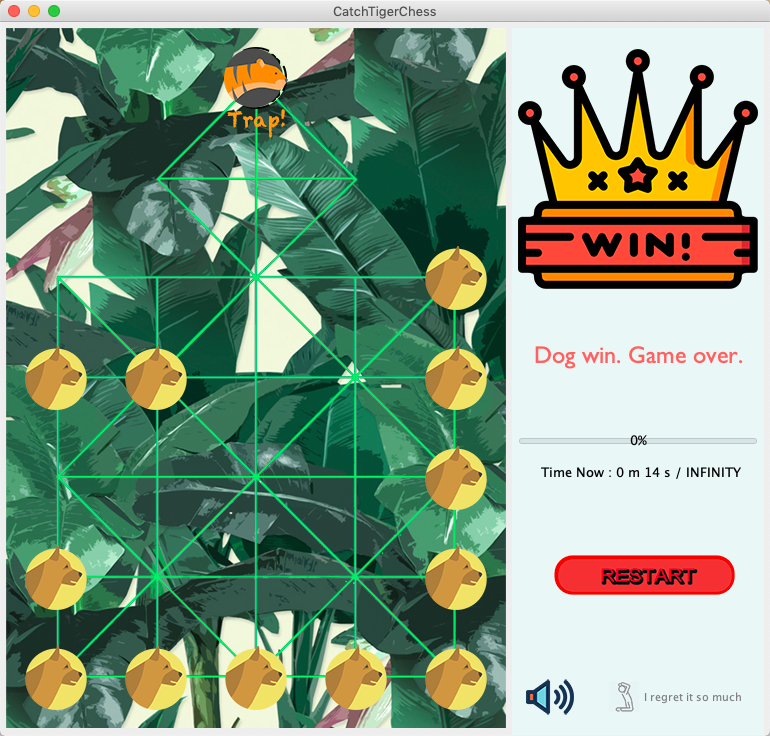 CatchTigerChess
Trap!
WIN!
Dog win. Game over.
0%
Time Now : 0 m 14 s / INFINITY
RESTART
I regret it so much